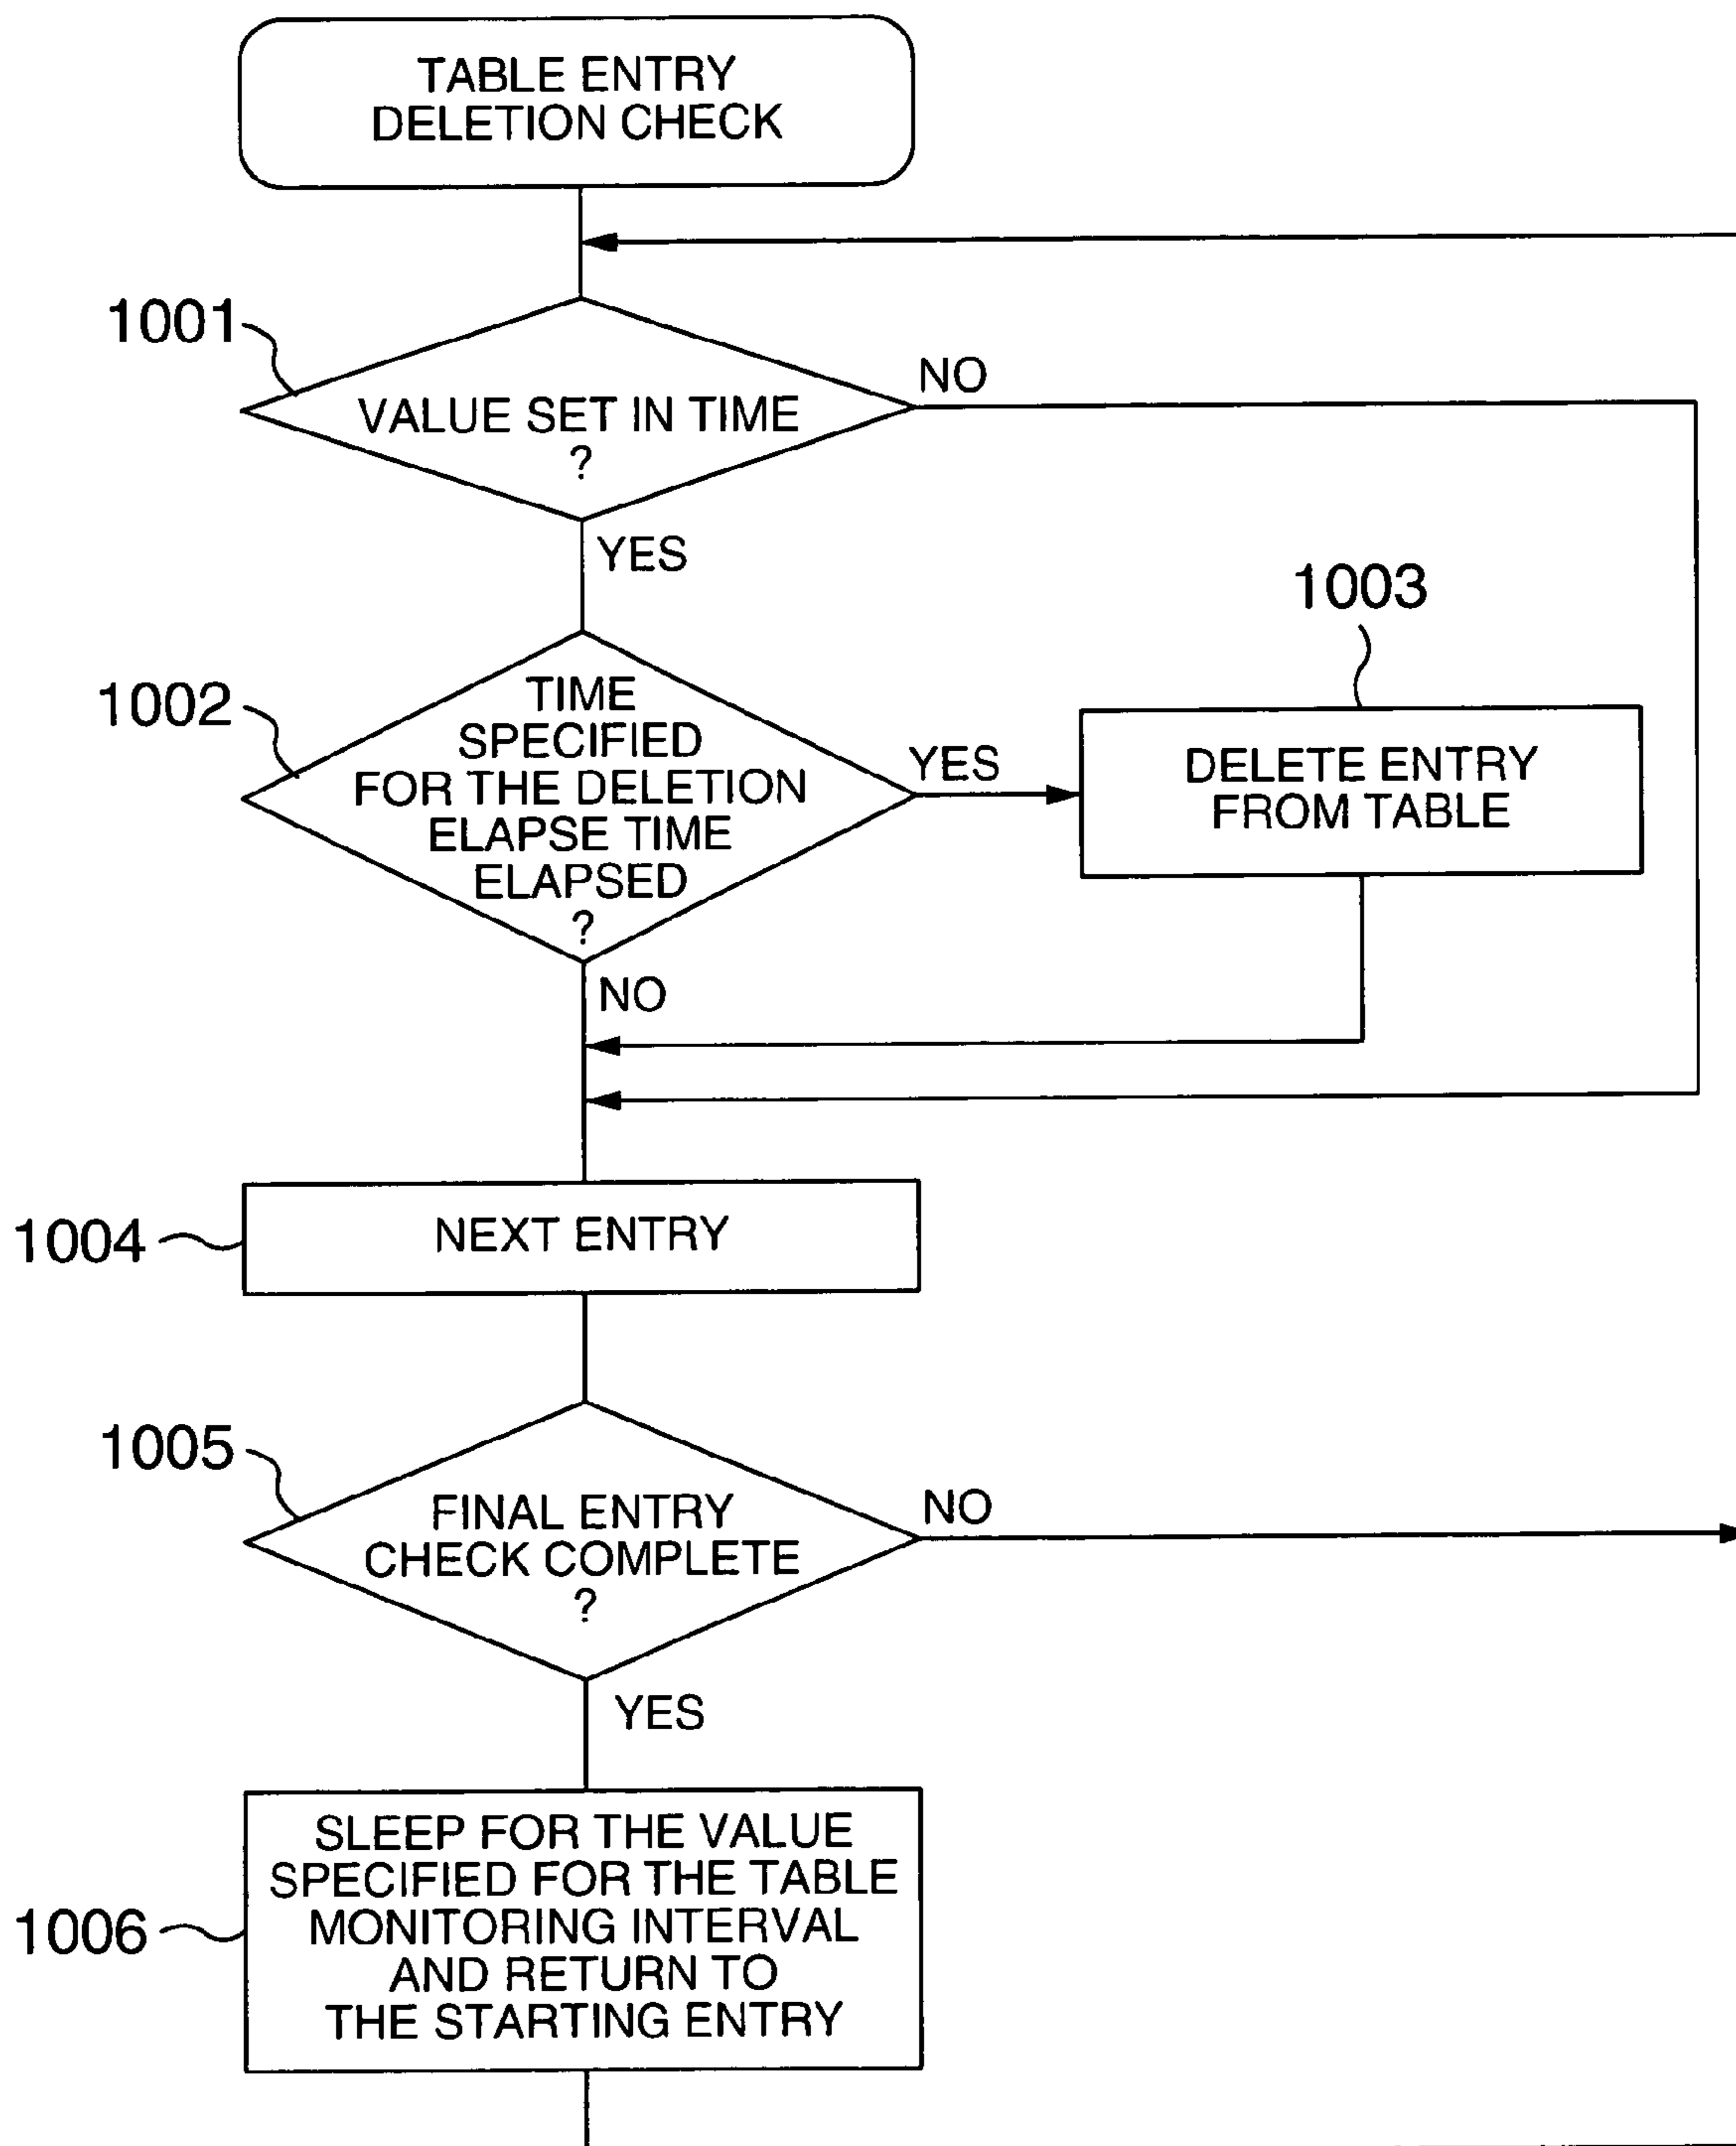 TABLE ENTRY
DELETION CHECK
1001
VALUE SET IN TIME
?
NO
YES
1002
TIME
SPECIFIED
FOR THE DELETION
ELAPSE TIME
ELAPSED
?
YES
1003
DELETE ENTRY
FROM TABLE
NO
1004
NEXT ENTRY
1005
FINAL ENTRY
CHECK COMPLETE
?
NO
YES
1006
SLEEP FOR THE VALUE
SPECIFIED FOR THE TABLE
MONITORING INTERVAL
AND RETURN TO
THE STARTING ENTRY